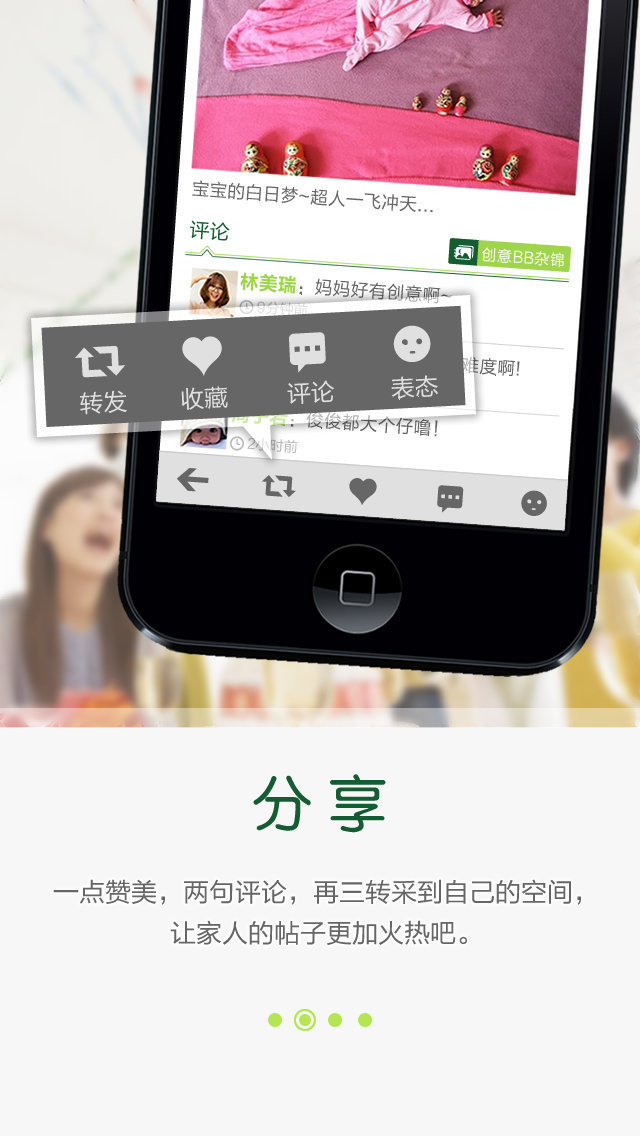 宝宝的白日梦~超人一飞冲天...
评论
创意BB杂锦
林美瑞：妈妈好有创意啊~
9分钟前
难度啊!
转发
收藏
评论
表态
俊俊都大个仔噜!
2小时前
分享
一点赞美，两句评论，再三转采到自己的空间，
让家人的帖子更加火热吧。